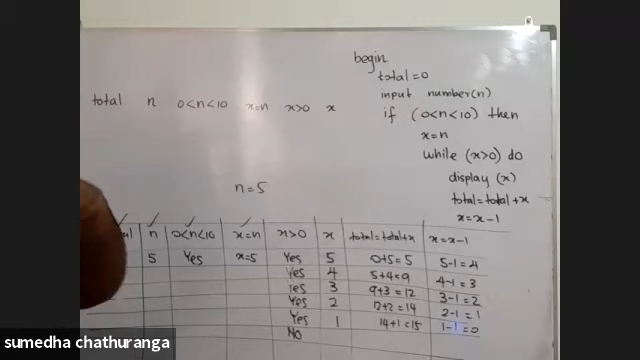 begin
total=0
input number(n)
if (0<n<10) then
x=n
while (x>0) do
display (x)
total=total+x
x=x-1
total n 0<n<10 x=n x>0 x
n=5
n 0<n<10 x=n x>0 x total=total+x x=x-1
5 Yes x=5 Yes 5 0+5=5 5-1=4
Yes 4 5+4=9 4-1=3
Yes 3 9+3=12 3-1=2
Yes 2 12+2=14 2-1=1
Yes 1 14+1=15 1-1=0
No
sumedha chathuranga